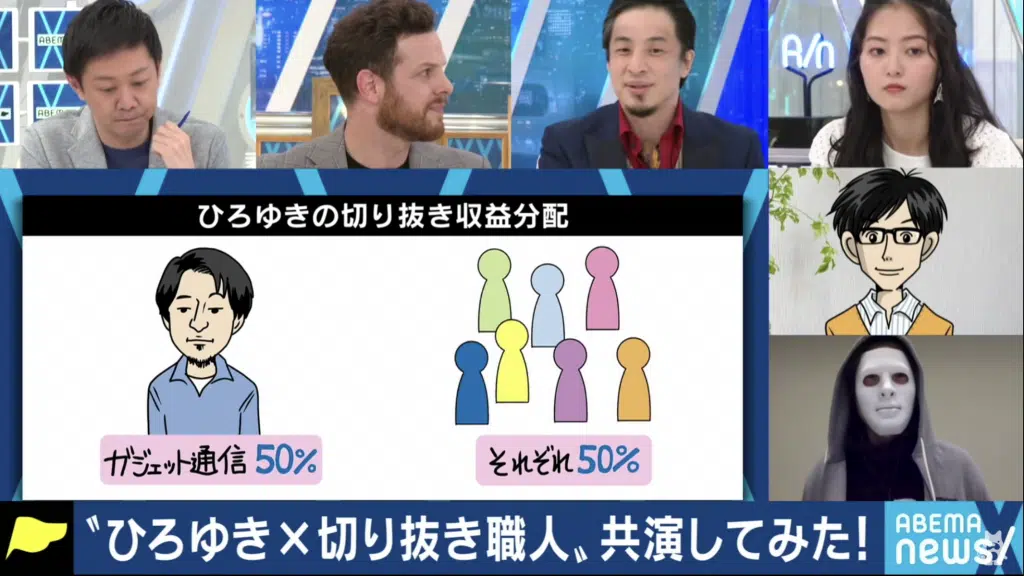 ABEMA
ABEMA
A/n
ひろゆきの切り抜き収益分配
ガジェット通信 50%
それぞれ 50%
〝ひろゆき×切り抜き職人〟共演してみた!
ABEMA
news/